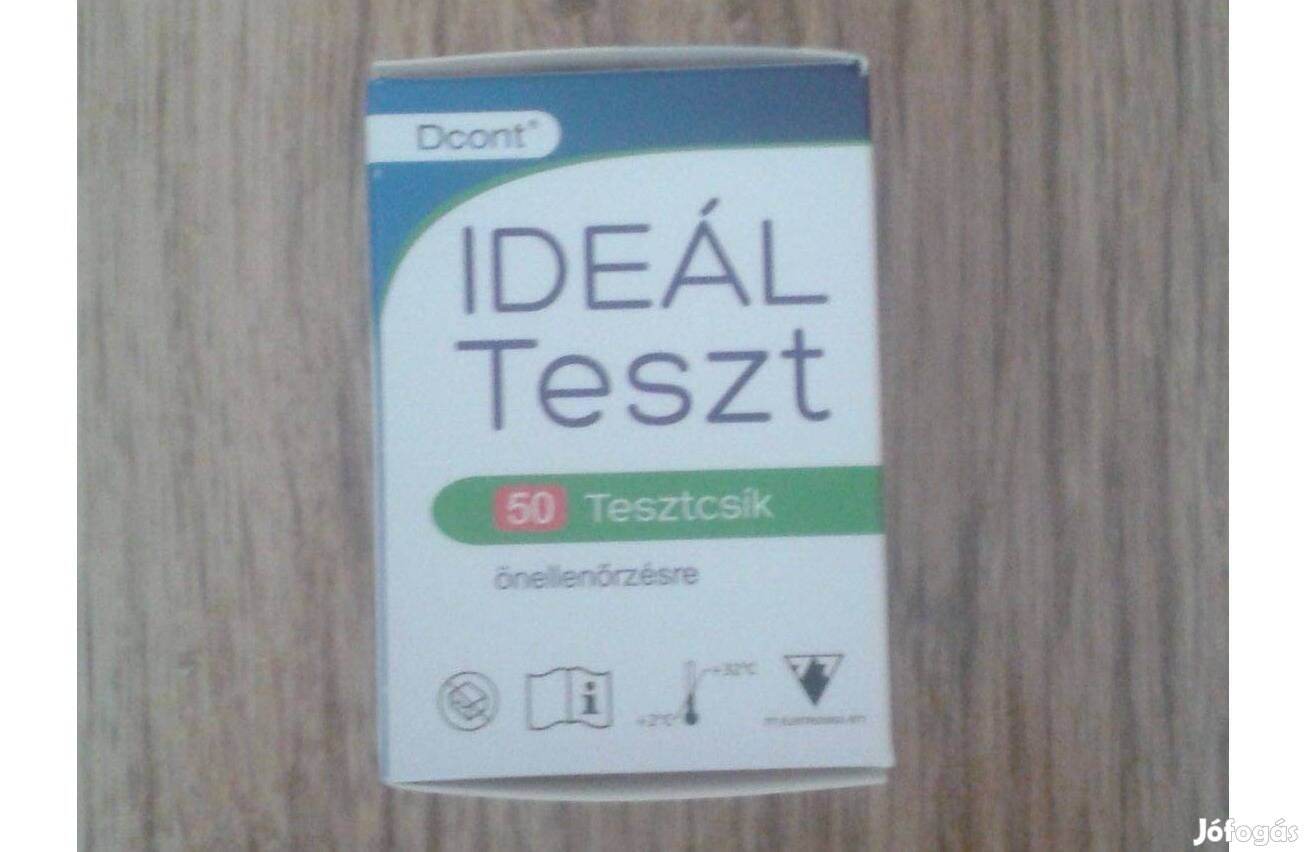 Dcont®
IDEÁL
Teszt
50 Tesztcsík
önellenőrzésre
+32°C
+2°C
Jófogás